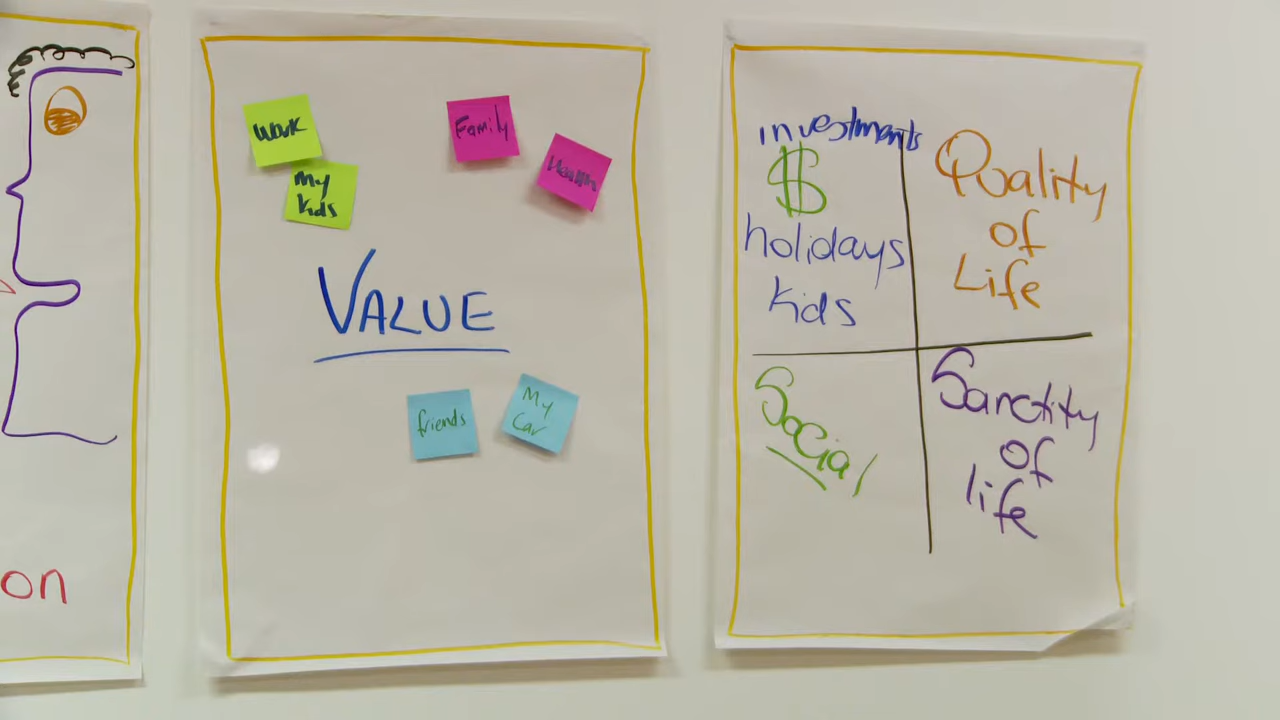 on
Work
My
kids
Family
Health
VALUE
friends
My
Car
investments
$
holidays
kids
Quality
of
Life
Social
Sanctity
of
life